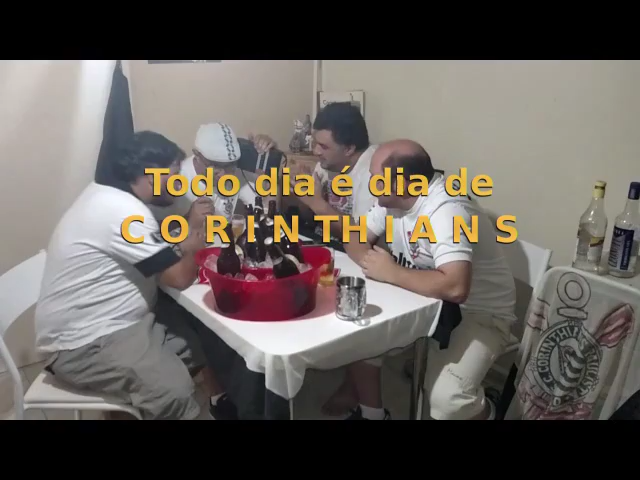 Todo dia é dia de
C O R I N T H I A N S
CORINTHIANS